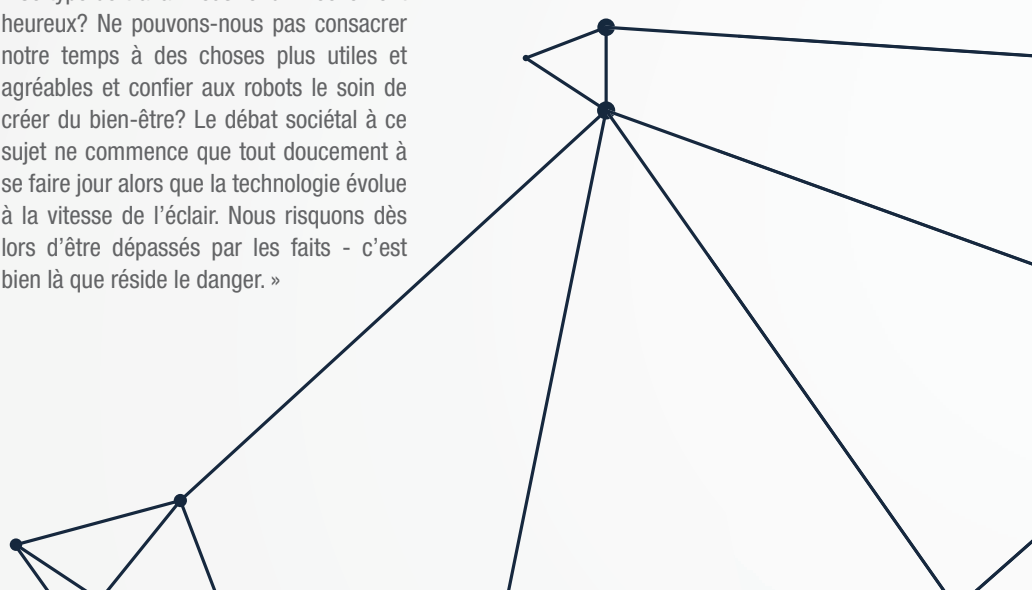 heureux? Ne pouvons-nous pas consacrer
notre temps à des choses plus utiles et
agréables et confier aux robots le soin de
créer du bien-être? Le débat sociétal à ce
sujet ne commence que tout doucement à
se faire jour alors que la technologie évolue
à la vitesse de l’éclair. Nous risquons dès
lors d’être dépassés par les faits - c’est
bien là que réside le danger. »